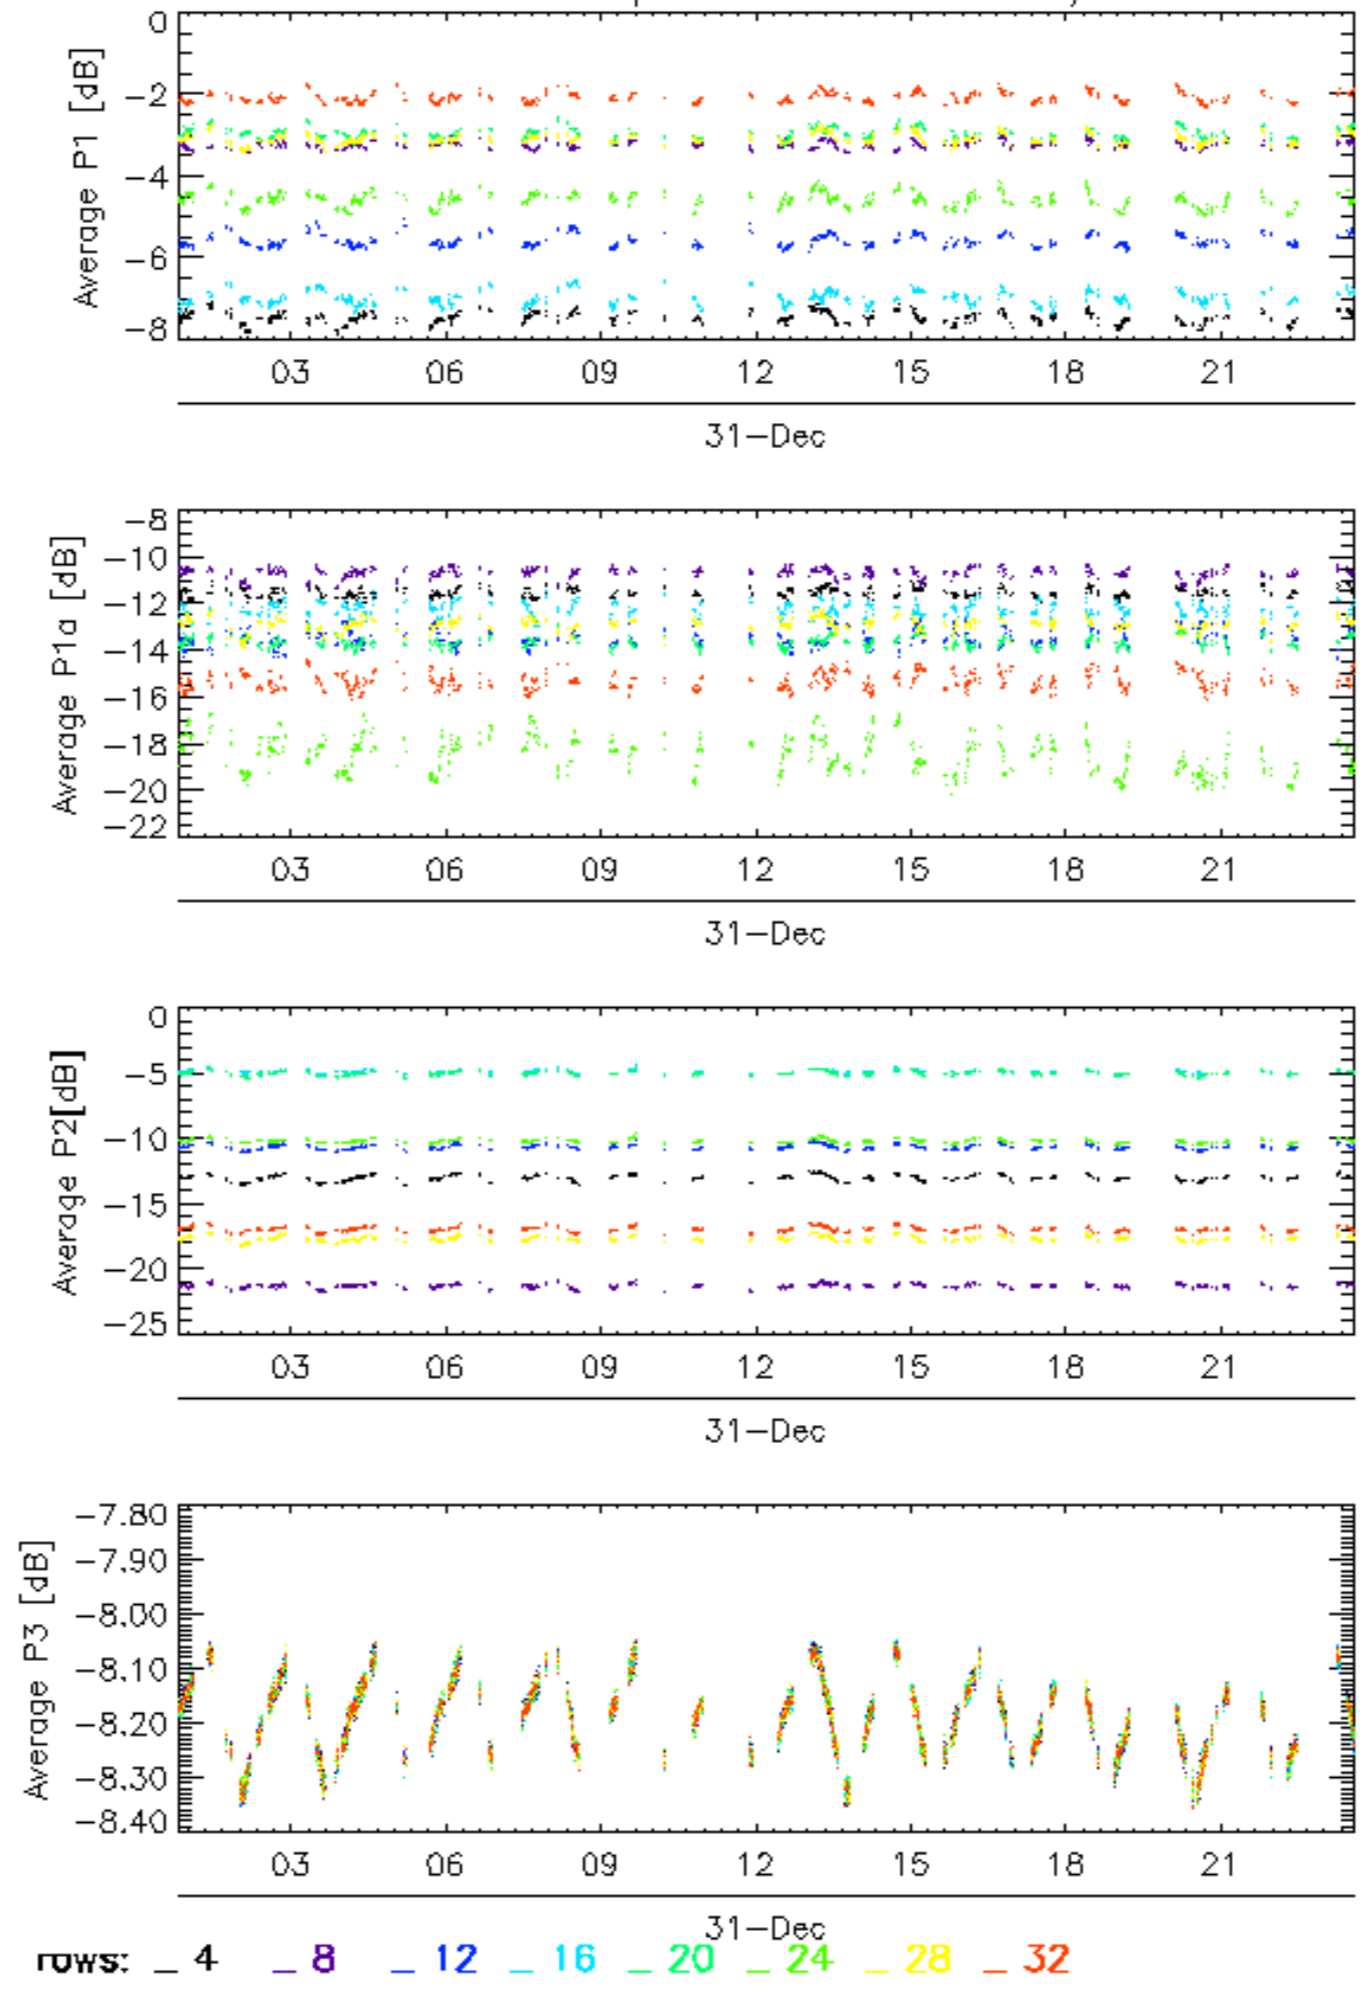 0
Average P1 [dB]
-2
-4
-6
-8
03 06 09 12 15 18 21
31-Dec
-8
Average P1a [dB]
-10
-12
-14
-16
-18
-20
-22
03 06 09 12 15 18 21
31-Dec
0
Average P2[dB]
-5
-10
-15
-20
-25
03 06 09 12 15 18 21
31-Dec
-7.80
Average P3 [dB]
-7.90
-8.00
-8.10
-8.20
-8.30
-8.40
03 06 09 12 15 18 21
31-Dec
rows: _ 4 _ 8 _ 12 _ 16 _ 20 _ 24 _ 28 _ 32